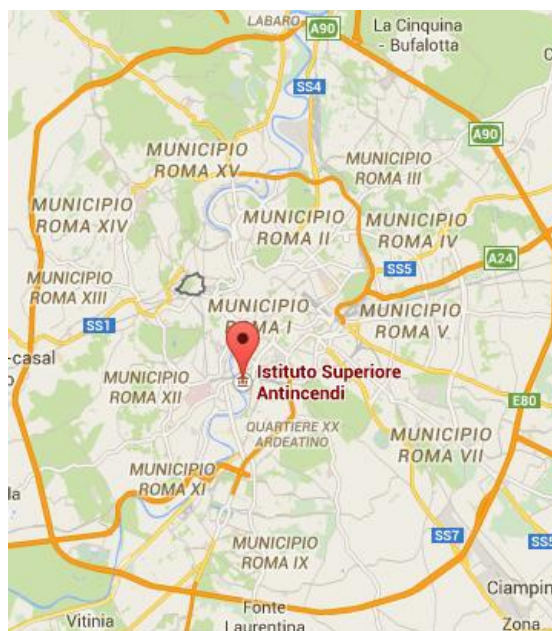 LABARO
A90
La Cinquina
- Bufalotta
SS4
A90
MUNICIPIO
ROMA XV
MUNICIPIO
ROMA III
MUNICIPIO
ROMA XIV
MUNICIPIO
ROMA II
MUNICIPIO
ROMA IV
A24
SS5
MUNICIPIO
ROMA XIII
MUNICIPIO
ROMA I
SS1
MUNICIPIO
ROMA V
-casal
Istituto Superiore
Antincendi
MUNICIPIO
ROMA XII
E80
QUARTIERE XX
ARDEATINO
MUNICIPIO
ROMA VII
MUNICIPIO
ROMA XI
la
SS7
SS5
MUNICIPIO
ROMA IX
Ciampin
Fonte
Laurentina
Vitinia
Zona